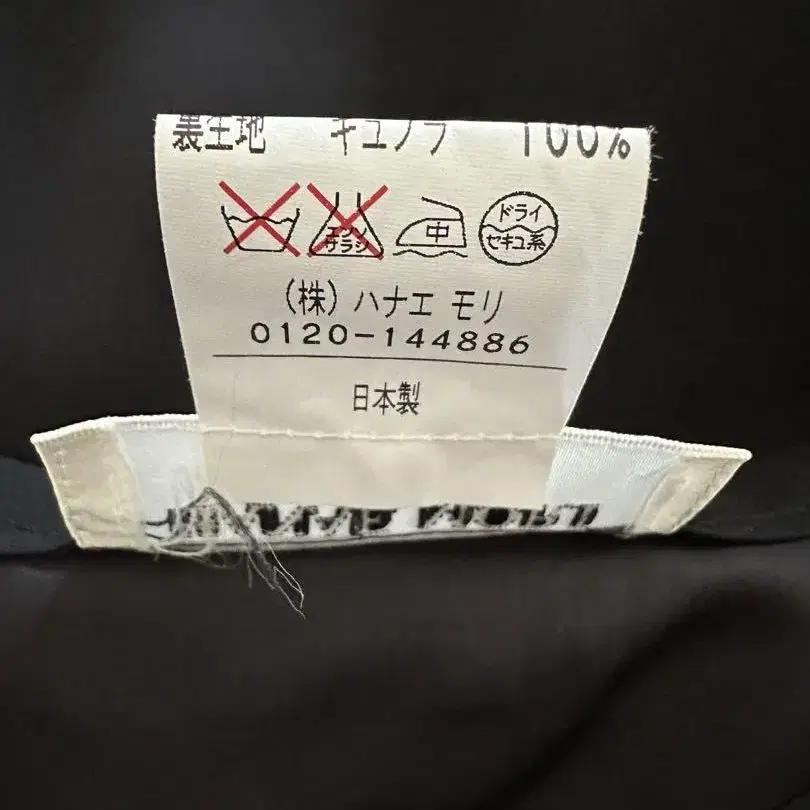 裏生地 キュプラ 100%
エンソ サラシ 中 ドライ セキユ系
(株) ハナエ モリ
0120-144886
日本製